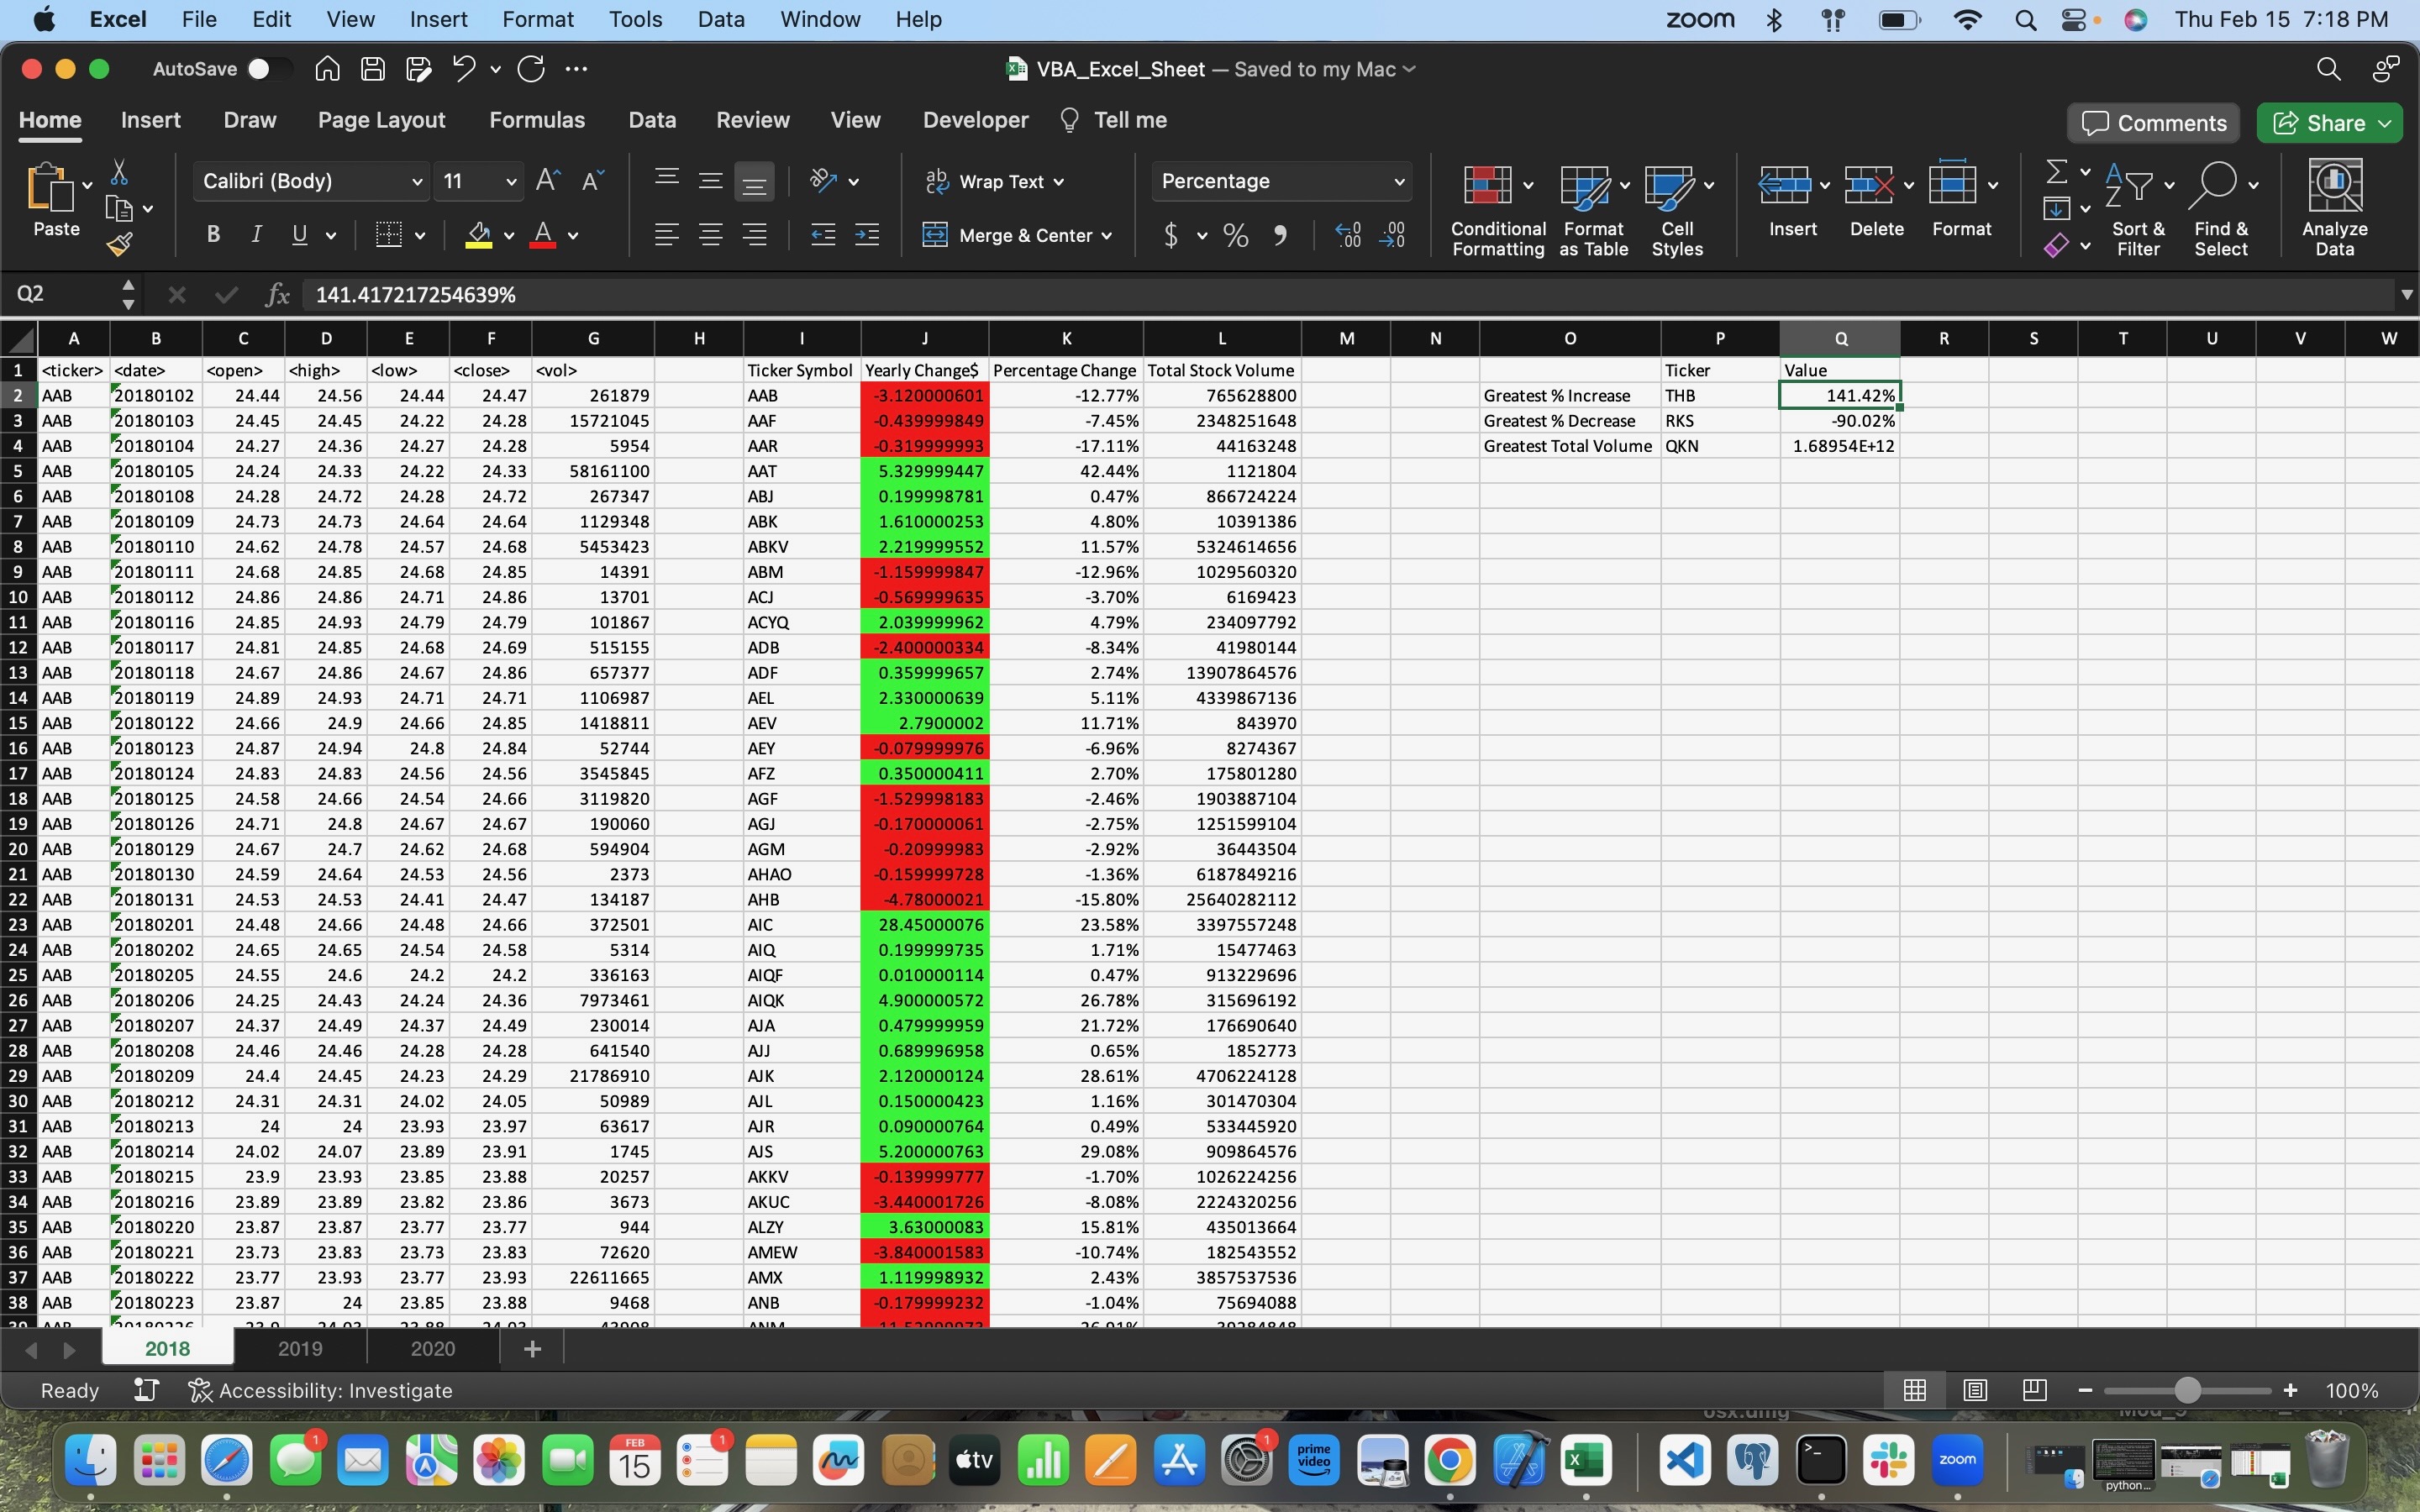 Excel File Edit View Insert Format Tools Data Window Help zoom Thu Feb 15 7:18 PM
AutoSave VBA_Excel_Sheet — Saved to my Mac
Home Insert Draw Page Layout Formulas Data Review View Developer Tell me Comments Share
Paste Calibri (Body) 11 Wrap Text Merge & Center Percentage Conditional Formatting Format as Table Cell Styles Insert Delete Format Sort & Filter Find & Select Analyze Data
Q2 fx 141.417217254639%
A B C D E F G H I J K L M N O P Q R S T U V W
1 <ticker> <date> <open> <high> <low> <close> <vol> Ticker Symbol Yearly Change$ Percentage Change Total Stock Volume Ticker Value
2 AAB 20180102 24.44 24.56 24.44 24.47 261879 AAB -3.120000601 -12.77% 765628800 Greatest % Increase THB 141.42%
3 AAB 20180103 24.45 24.45 24.22 24.28 15721045 AAF -0.439999849 -7.45% 2348251648 Greatest % Decrease RKS -90.02%
4 AAB 20180104 24.27 24.36 24.27 24.28 5954 AAR -0.319999993 -17.11% 44163248 Greatest Total Volume QKN 1.68954E+12
5 AAB 20180105 24.24 24.33 24.22 24.33 58161100 AAT 5.329999447 42.44% 1121804
6 AAB 20180108 24.28 24.72 24.28 24.72 267347 ABJ 0.199998781 0.47% 866724224
7 AAB 20180109 24.73 24.73 24.64 24.64 1129348 ABK 1.610000253 4.80% 10391386
8 AAB 20180110 24.62 24.78 24.57 24.68 5453423 ABKV 2.219999552 11.57% 5324614656
9 AAB 20180111 24.68 24.85 24.68 24.85 14391 ABM -1.159999847 -12.96% 1029560320
10 AAB 20180112 24.86 24.86 24.71 24.86 13701 ACJ -0.569999635 -3.70% 6169423
11 AAB 20180116 24.85 24.93 24.79 24.79 101867 ACYQ 2.039999962 4.79% 234097792
12 AAB 20180117 24.81 24.85 24.68 24.69 515155 ADB -2.400000334 -8.34% 41980144
13 AAB 20180118 24.67 24.86 24.67 24.86 657377 ADF 0.359999657 2.74% 13907864576
14 AAB 20180119 24.89 24.93 24.71 24.71 1106987 AEL 2.330000639 5.11% 4339867136
15 AAB 20180122 24.66 24.9 24.66 24.85 1418811 AEV 2.7900002 11.71% 843970
16 AAB 20180123 24.87 24.94 24.8 24.84 52744 AEY -0.079999976 -6.96% 8274367
17 AAB 20180124 24.83 24.83 24.56 24.56 3545845 AFZ 0.350000411 2.70% 175801280
18 AAB 20180125 24.58 24.66 24.54 24.66 3119820 AGF -1.529998183 -2.46% 1903887104
19 AAB 20180126 24.71 24.8 24.67 24.67 190060 AGJ -0.170000061 -2.75% 1251599104
20 AAB 20180129 24.67 24.7 24.62 24.68 594904 AGM -0.20999983 -2.92% 36443504
21 AAB 20180130 24.59 24.64 24.53 24.56 2373 AHAO -0.159999728 -1.36% 6187849216
22 AAB 20180131 24.53 24.53 24.41 24.47 134187 AHB -4.78000021 -15.80% 25640282112
23 AAB 20180201 24.48 24.66 24.48 24.66 372501 AIC 28.45000076 23.58% 3397557248
24 AAB 20180202 24.65 24.65 24.54 24.58 5314 AIQ 0.199999735 1.71% 15477463
25 AAB 20180205 24.55 24.6 24.2 24.2 336163 AIQF 0.010000114 0.47% 913229696
26 AAB 20180206 24.25 24.43 24.24 24.36 7973461 AIQK 4.900000572 26.78% 315696192
27 AAB 20180207 24.37 24.49 24.37 24.49 230014 AJA 0.479999959 21.72% 176690640
28 AAB 20180208 24.46 24.46 24.28 24.28 641540 AJJ 0.689996958 0.65% 1852773
29 AAB 20180209 24.4 24.45 24.23 24.29 21786910 AJK 2.120000124 28.61% 4706224128
30 AAB 20180212 24.31 24.31 24.02 24.05 50989 AJL 0.150000423 1.16% 301470304
31 AAB 20180213 24 24 23.93 23.97 63617 AJR 0.090000764 0.49% 533445920
32 AAB 20180214 24.02 24.07 23.89 23.91 1745 AJS 5.200000763 29.08% 909864576
33 AAB 20180215 23.9 23.93 23.85 23.88 20257 AKKV -0.139999777 -1.70% 1026224256
34 AAB 20180216 23.89 23.89 23.82 23.86 3673 AKUC -3.440001726 -8.08% 2224320256
35 AAB 20180220 23.87 23.87 23.77 23.77 944 ALZY 3.63000083 15.81% 435013664
36 AAB 20180221 23.73 23.83 23.73 23.83 72620 AMEW -3.840001583 -10.74% 182543552
37 AAB 20180222 23.77 23.93 23.77 23.93 22611665 AMX 1.119998932 2.43% 3857537536
38 AAB 20180223 23.87 24 23.85 23.88 9468 ANB -0.179999232 -1.04% 75694088
2018 2019 2020 +
Ready Accessibility: Investigate 100%
FEB 15
tv
prime video
zoom
python...